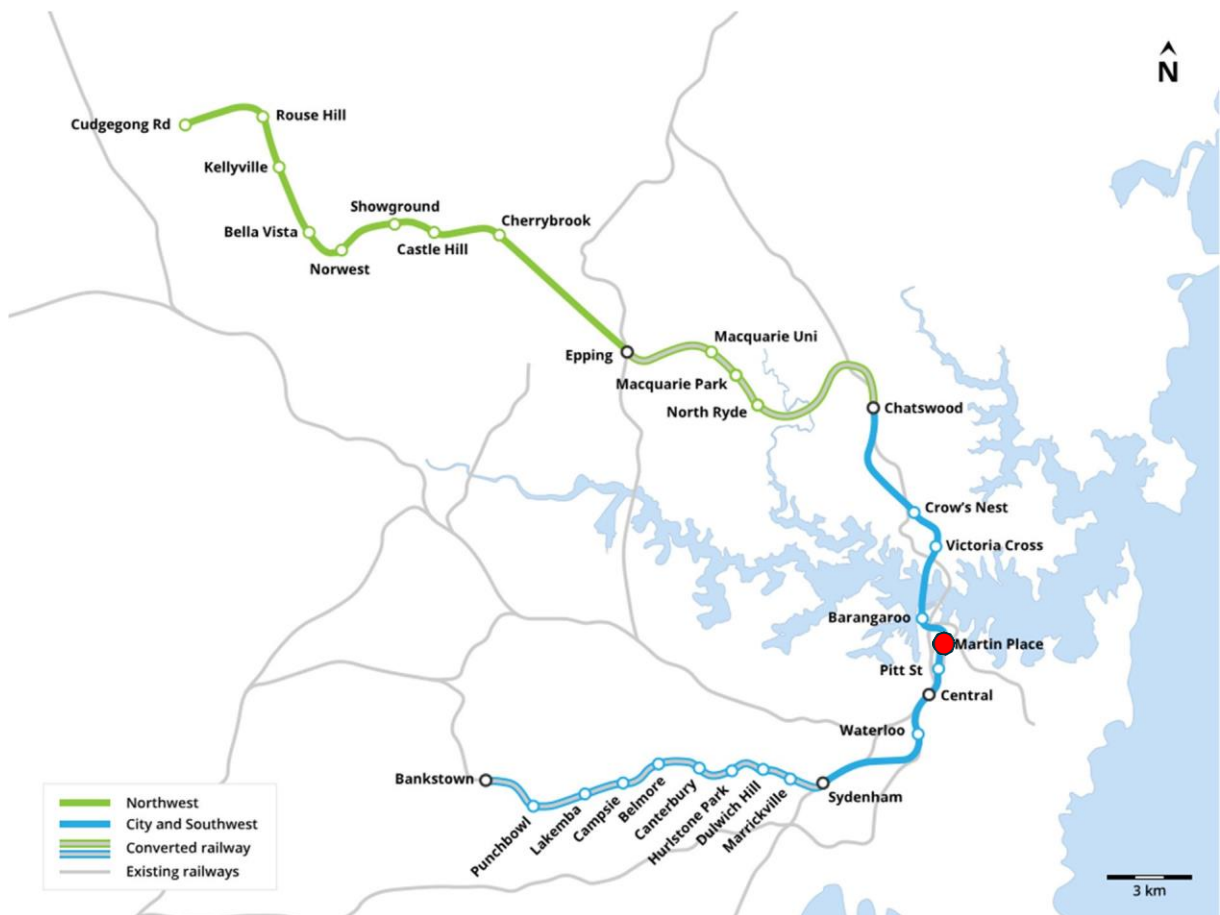 N
Cudgegong Rd
Rouse Hill
Kellyville
Showground
Cherrybrook
Bella Vista
Castle Hill
Norwest
Macquarie Uni
Epping
Macquarie Park
North Ryde
Chatswood
Crow's Nest
Victoria Cross
Barangaroo
Martin Place
Pitt St
Central
Waterloo
Bankstown
Sydenham
Punchbowl
Lakemba
Campsie
Belmore
Canterbury
Hurlstone Park
Dulwich Hill
Marrickville
Northwest
City and Southwest
Converted railway
Existing railways
3 km